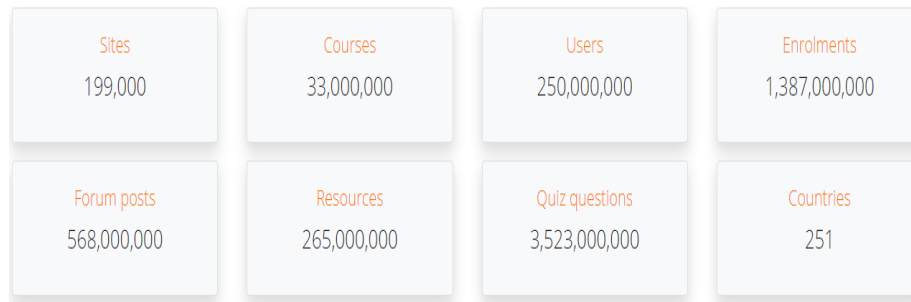 Sites
199,000
Courses
33,000,000
Users
250,000,000
Enrolments
1,387,000,000
Forum posts
568,000,000
Resources
265,000,000
Quiz questions
3,523,000,000
Countries
251